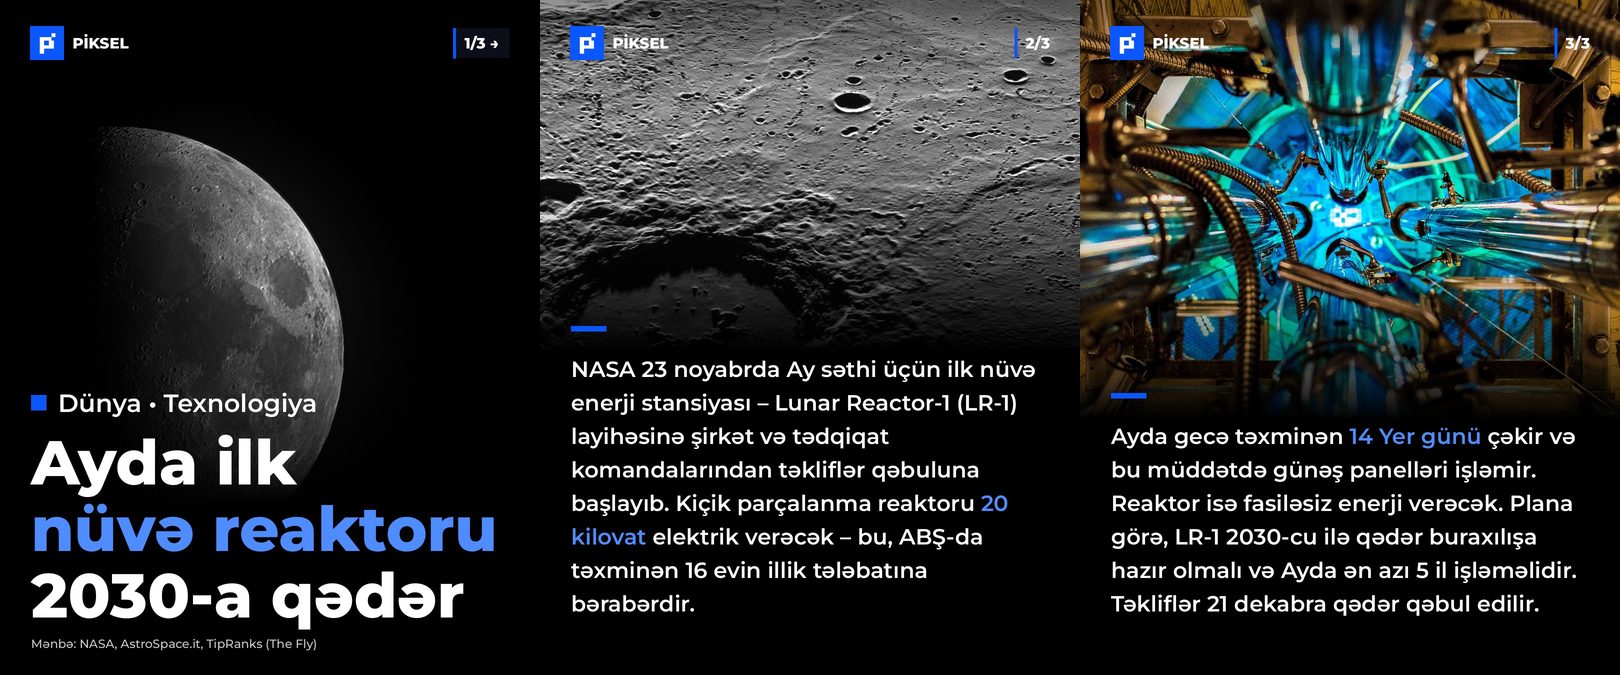 PİKSEL
1/3 →
Dünya • Texnologiya
Ayda ilk
nüvə reaktoru
2030-a qədər
Mənbə: NASA, AstroSpace.it, TipRanks (The Fly)
PİKSEL
2/3
NASA 23 noyabrda Ay səthi üçün ilk nüvə
enerji stansiyası – Lunar Reactor-1 (LR-1)
layihəsinə şirkət və tədqiqat
komandalarından təkliflər qəbuluna
başlayıb. Kiçik parçalanma reaktoru 20
kilovat elektrik verəcək – bu, ABŞ-da
təxminən 16 evin illik tələbatına
bərabərdir.
PİKSEL
3/3
Ayda gecə təxminən 14 Yer günü çəkir və
bu müddətdə günəş panelləri işləmir.
Reaktor isə fasiləsiz enerji verəcək. Plana
görə, LR-1 2030-cu ilə qədər buraxılışa
hazır olmalı və Ayda ən azı 5 il işləməlidir.
Təkliflər 21 dekabra qədər qəbul edilir.